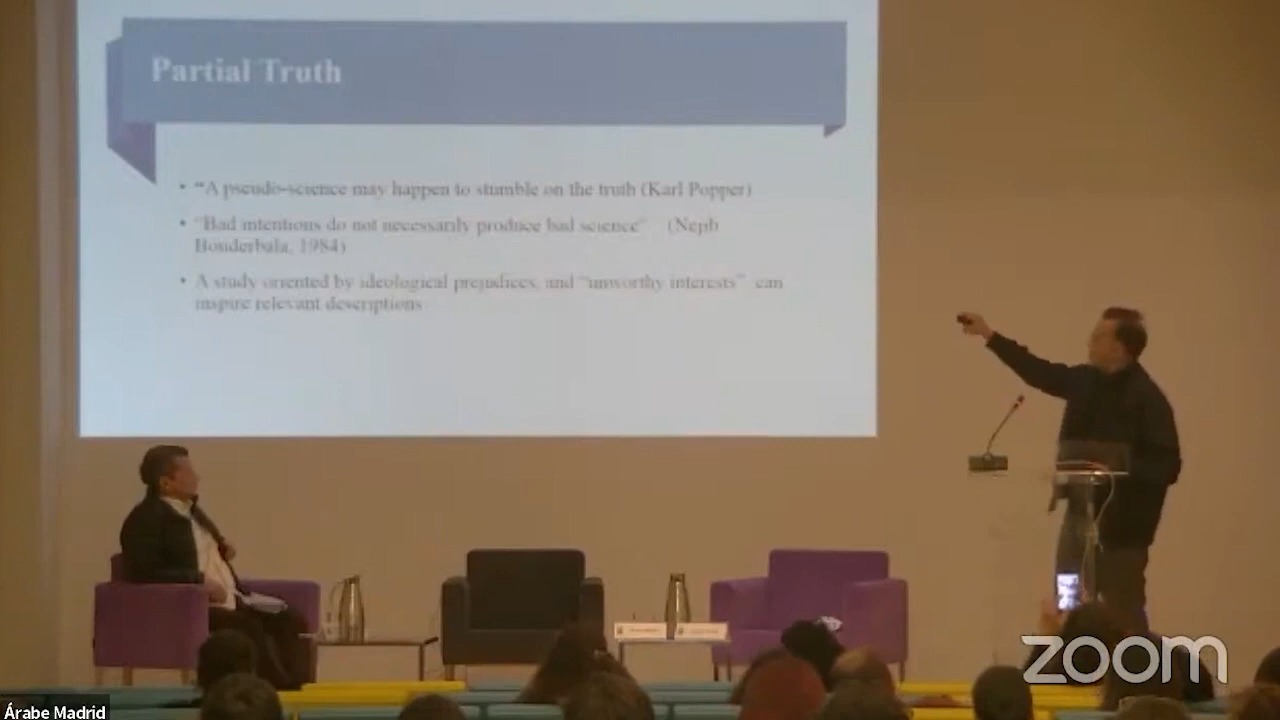 Partial Truth
• “A pseudo-science may happen to stumble on the truth (Karl Popper)
• “Bad intentions do not necessarily produce bad science” (Neph
Bouderbala, 1984)
• A study oriented by ideological prejudices, and “unworthy interests” can
inspire relevant descriptions
zoom
Árabe Madrid